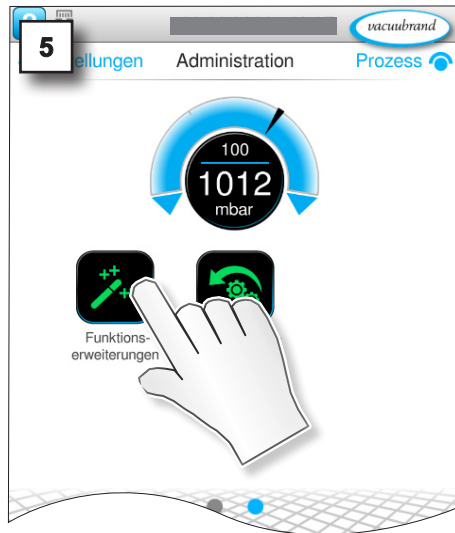 vacuubrand
5
ellungen
Administration
Prozess
100
1012
mbar
++
+
Funktions-
erweiterungen